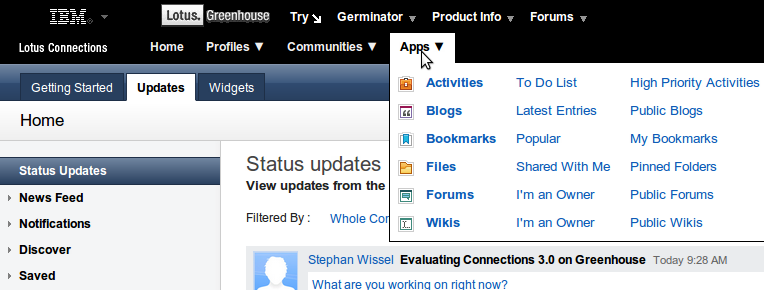 IBM® Lotus. Greenhouse Try Germinator Product Info Forums
Lotus Connections Home Profiles Communities Apps
Getting Started Updates Widgets
Home
Activities To Do List High Priority Activities
Blogs Latest Entries Public Blogs
Bookmarks Popular My Bookmarks
Files Shared With Me Pinned Folders
Forums I'm an Owner Public Forums
Wikis I'm an Owner Public Wikis
Status Updates
News Feed
Notifications
Discover
Saved
Status updates
View updates from the
Filtered By : Whole Con
Stephan Wissel Evaluating Connections 3.0 on Greenhouse Today 9:28 AM
What are you working on right now?